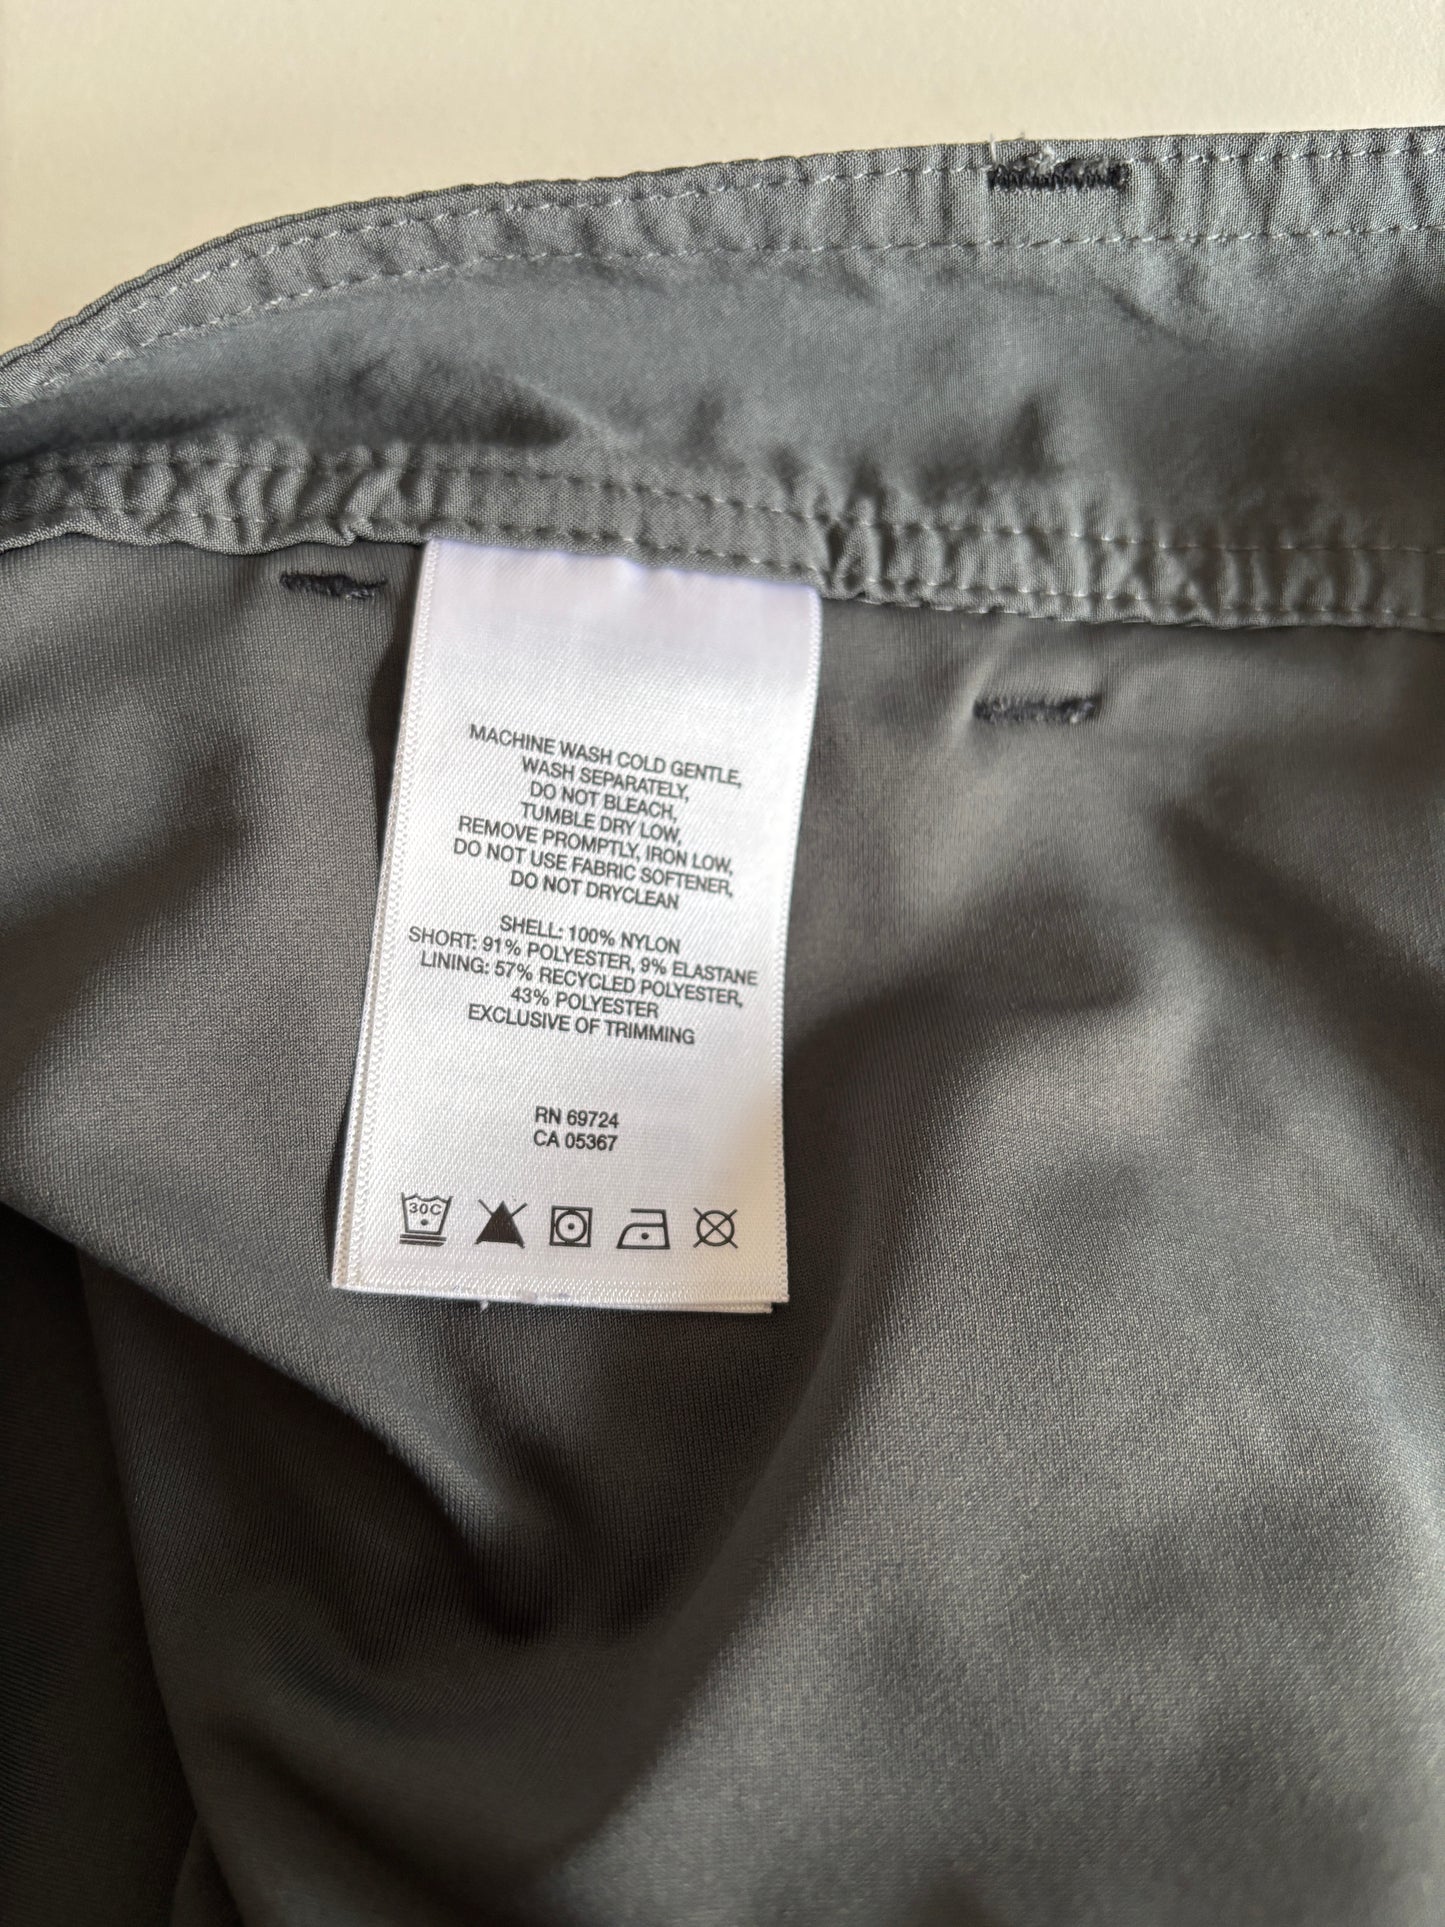 MACHINE WASH COLD GENTLE,
WASH SEPARATELY,
DO NOT BLEACH,
TUMBLE DRY LOW,
REMOVE PROMPTLY, IRON LOW,
DO NOT USE FABRIC SOFTENER,
DO NOT DRYCLEAN
SHELL: 100% NYLON
SHORT: 91% POLYESTER, 9% ELASTANE
LINING: 57% RECYCLED POLYESTER,
43% POLYESTER
EXCLUSIVE OF TRIMMING
RN 69724
CA 05367
30C